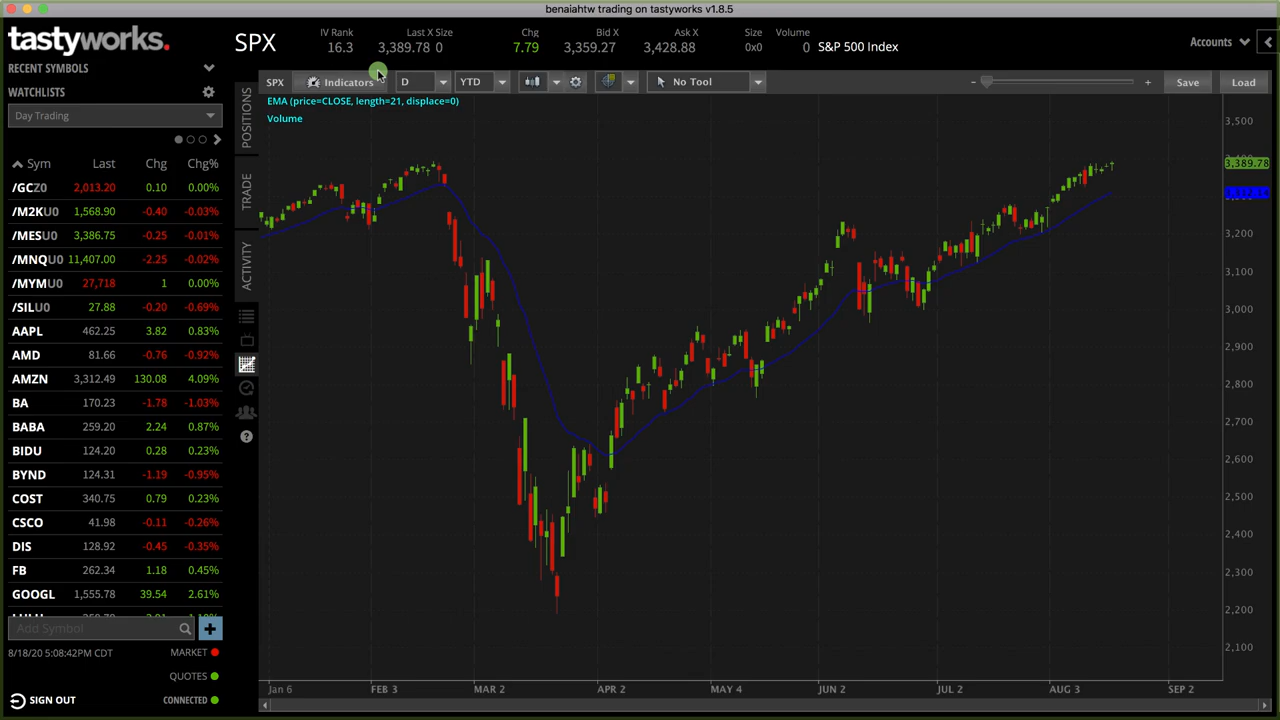 benaiahtw trading on tastyworks v1.8.5
tastyworks.
RECENT SYMBOLS
WATCHLISTS
Day Trading
Sym Last Chg Chg%
/GCZ0 2,013.20 0.10 0.00%
/M2KU0 1,568.90 -0.40 -0.03%
/MESU0 3,386.75 -0.25 -0.01%
/MNQU0 11,407.00 -2.25 -0.02%
/MYMU0 27,718 1 0.00%
/SILU0 27.88 -0.20 -0.69%
AAPL 462.25 3.82 0.83%
AMD 81.66 -0.76 -0.92%
AMZN 3,312.49 130.08 4.09%
BA 170.23 -1.78 -1.03%
BABA 259.20 2.24 0.87%
BIDU 124.20 0.28 0.23%
BYND 124.31 -1.19 -0.95%
COST 340.75 0.79 0.23%
CSCO 41.98 -0.11 -0.26%
DIS 128.92 -0.45 -0.35%
FB 262.34 1.18 0.45%
GOOGL 1,555.78 39.54 2.61%
Add Symbol
8/18/20 5:08:42PM CDT MARKET
QUOTES
SIGN OUT CONNECTED
POSITIONS
TRADE
ACTIVITY
SPX
IV Rank Last X Size Chg Bid X Ask X Size Volume
16.3 3,389.78 0 7.79 3,359.27 3,428.88 0x0 0 S&P 500 Index
Accounts
SPX Indicators D YTD No Tool - + Save Load
EMA (price=CLOSE, length=21, displace=0)
Volume
3,500
3,389.78
3,200
3,100
3,000
2,900
2,800
2,700
2,600
2,500
2,400
2,300
2,200
2,100
Jan 6 FEB 3 MAR 2 APR 2 MAY 4 JUN 2 JUL 2 AUG 3 SEP 2